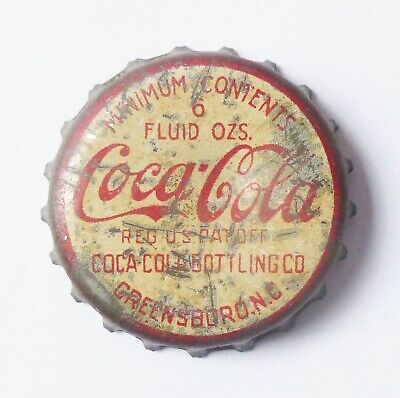 MINIMUM CONTENTS
6
FLUID OZS.
Coca-Cola
REG U.S PAT OFF
COCA-COLA BOTTLING CO.
GREENSBORO, N.C.